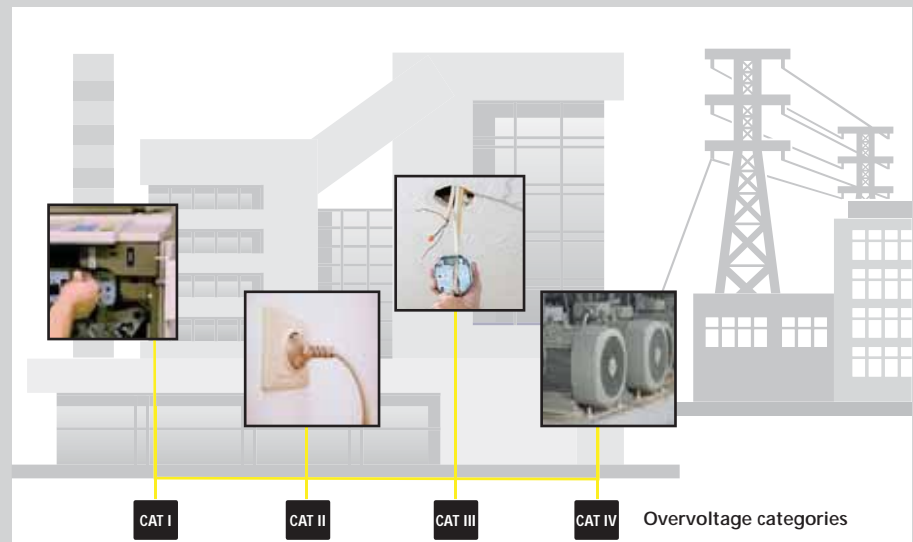 CAT I
CAT II
CAT III
CAT IV
Overvoltage categories